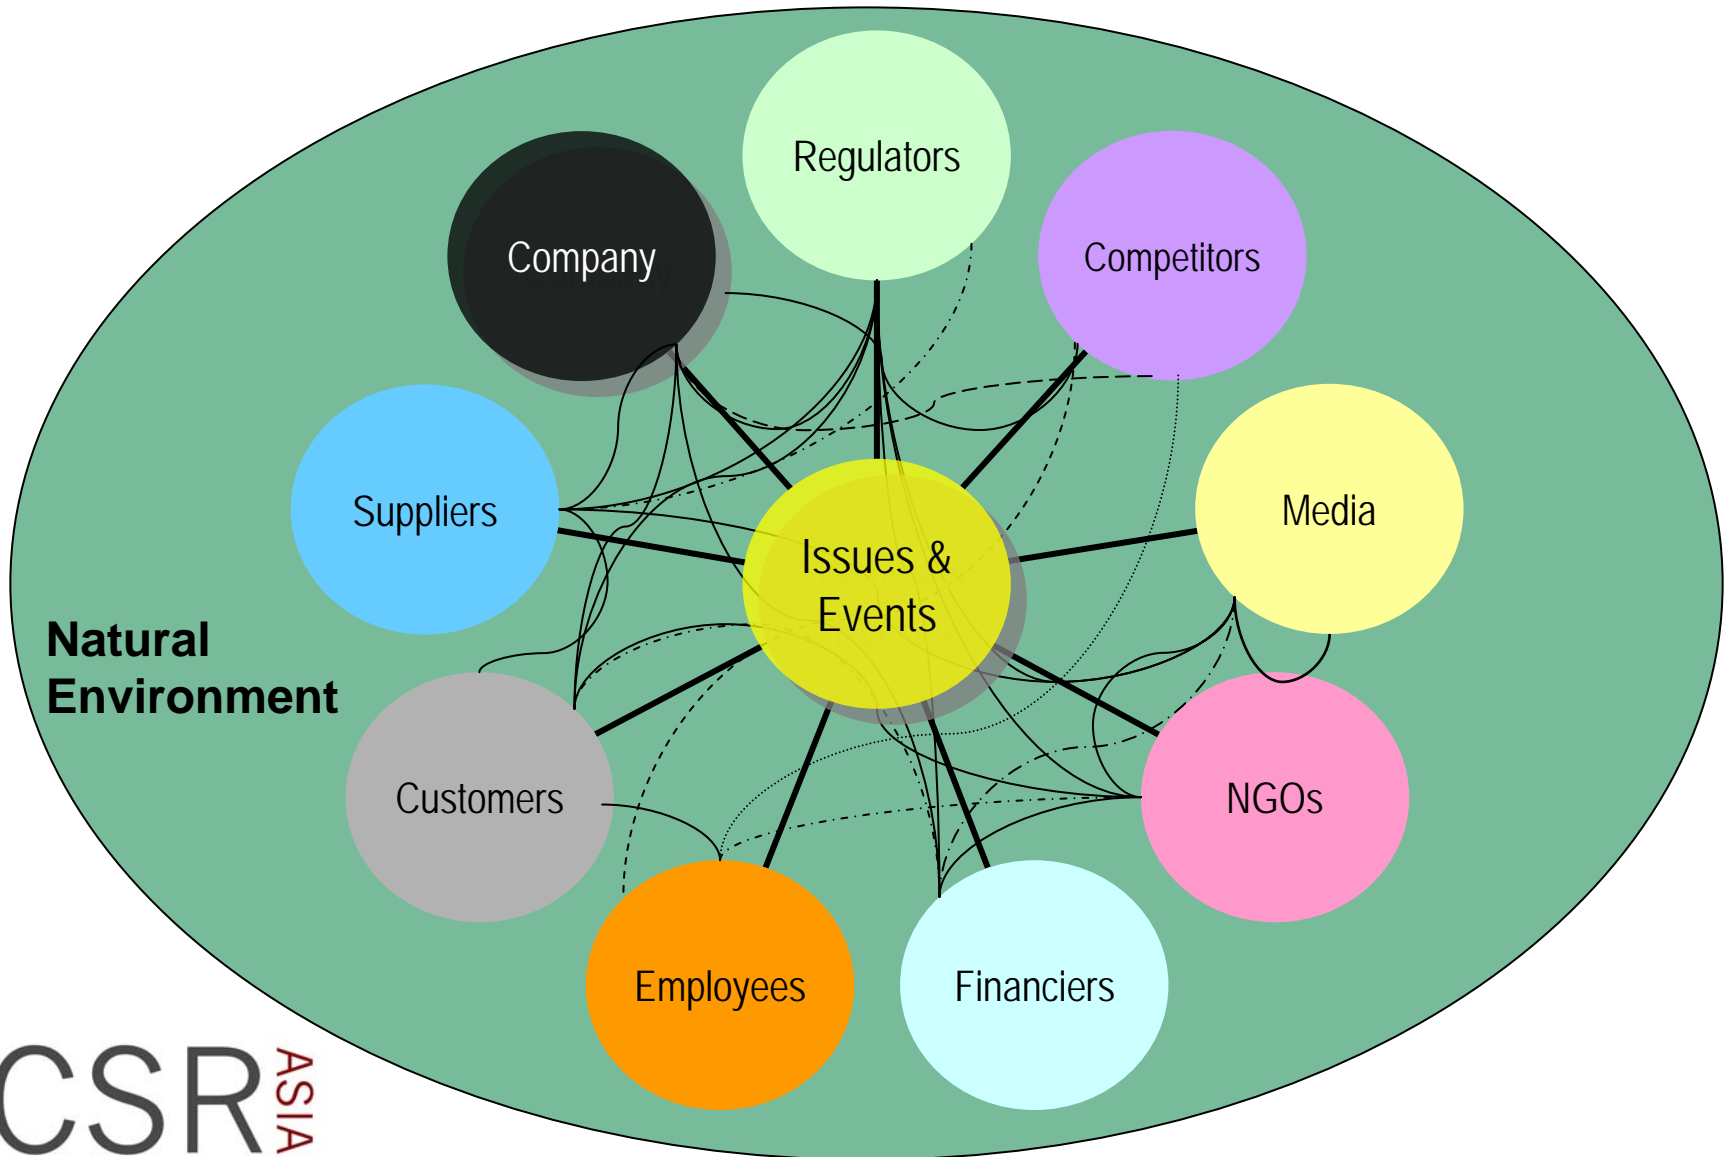 Regulators
Company
Competitors
Suppliers
Media
Issues &
Events
Natural
Environment
Customers
NGOs
Employees
Financiers
CSR
ASIA